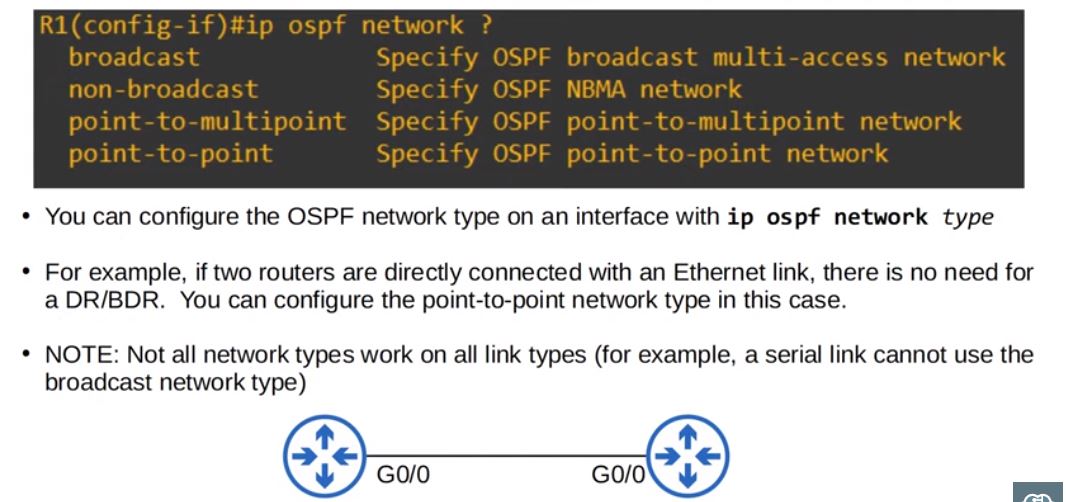 R1(config-if)#ip ospf network ?
broadcast Specify OSPF broadcast multi-access network
non-broadcast Specify OSPF NBMA network
point-to-multipoint Specify OSPF point-to-multipoint network
point-to-point Specify OSPF point-to-point network
• You can configure the OSPF network type on an interface with ip ospf network type
• For example, if two routers are directly connected with an Ethernet link, there is no need for
a DR/BDR. You can configure the point-to-point network type in this case.
• NOTE: Not all network types work on all link types (for example, a serial link cannot use the
broadcast network type)
G0/0 G0/0